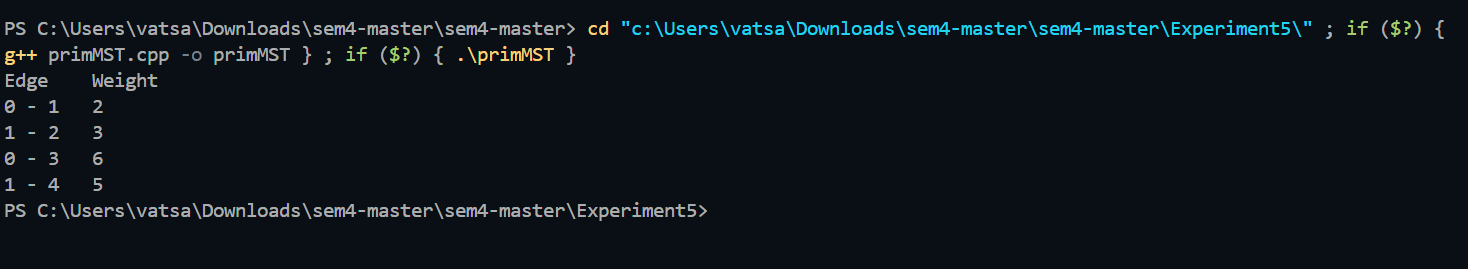 PS C:\Users\vatsa\Downloads\sem4-master\sem4-master> cd "c:\Users\vatsa\Downloads\sem4-master\sem4-master\Experiment5\" ; if ($?) {
g++ primMST.cpp -o primMST } ; if ($?) { .\primMST }
Edge    Weight
0 - 1   2
1 - 2   3
0 - 3   6
1 - 4   5
PS C:\Users\vatsa\Downloads\sem4-master\sem4-master\Experiment5>